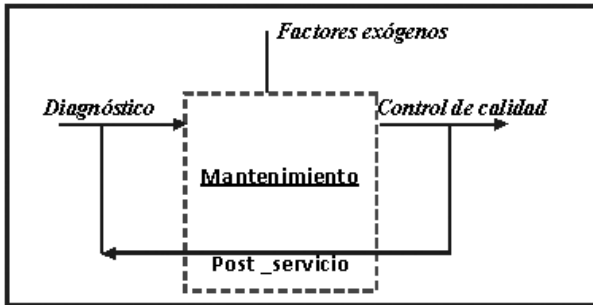 Factores exógenos
Diagnóstico
Control de calidad
Mantenimiento
Post _servicio